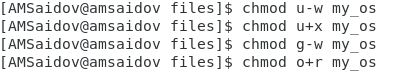 [AMSaidov@amsaidov files]$ chmod u-w my_os
[AMSaidov@amsaidov files]$ chmod u+x my_os
[AMSaidov@amsaidov files]$ chmod g-w my_os
[AMSaidov@amsaidov files]$ chmod o+r my_os